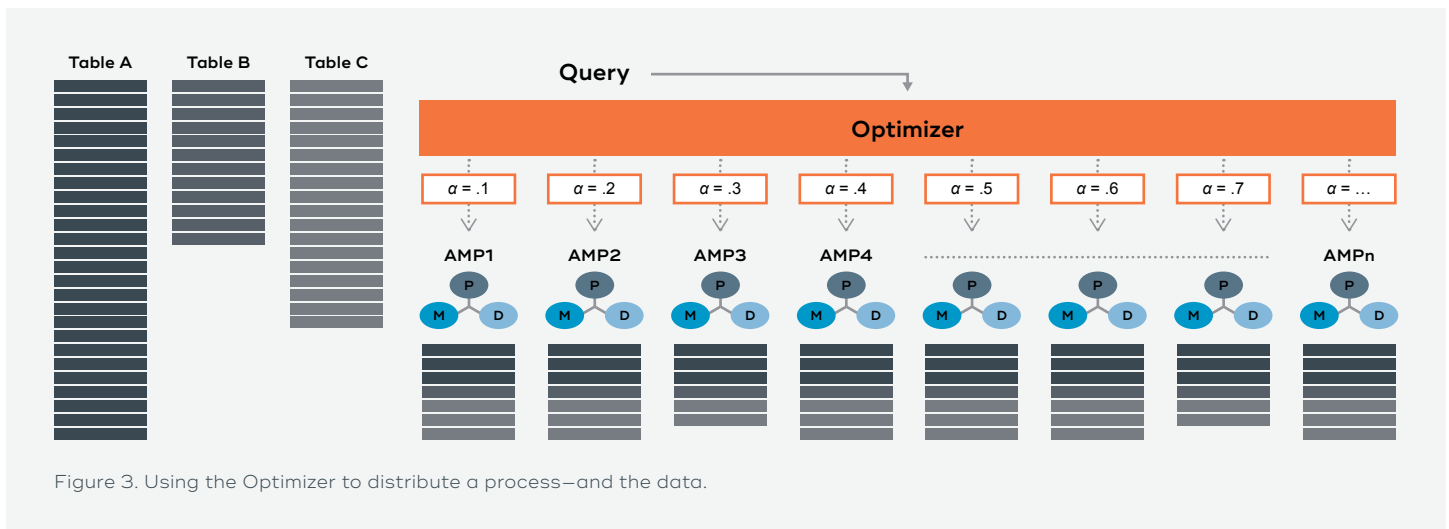 Table A
Table B
Table C
Query
Optimizer
α = .1
α = .2
α = .3
α = .4
α = .5
α = .6
α = .7
α = ...
AMP1
AMP2
AMP3
AMP4
AMPn
P
P
P
P
P
P
P
P
M
D
M
D
M
D
M
D
M
D
M
D
M
D
M
D
Figure 3. Using the Optimizer to distribute a process—and the data.